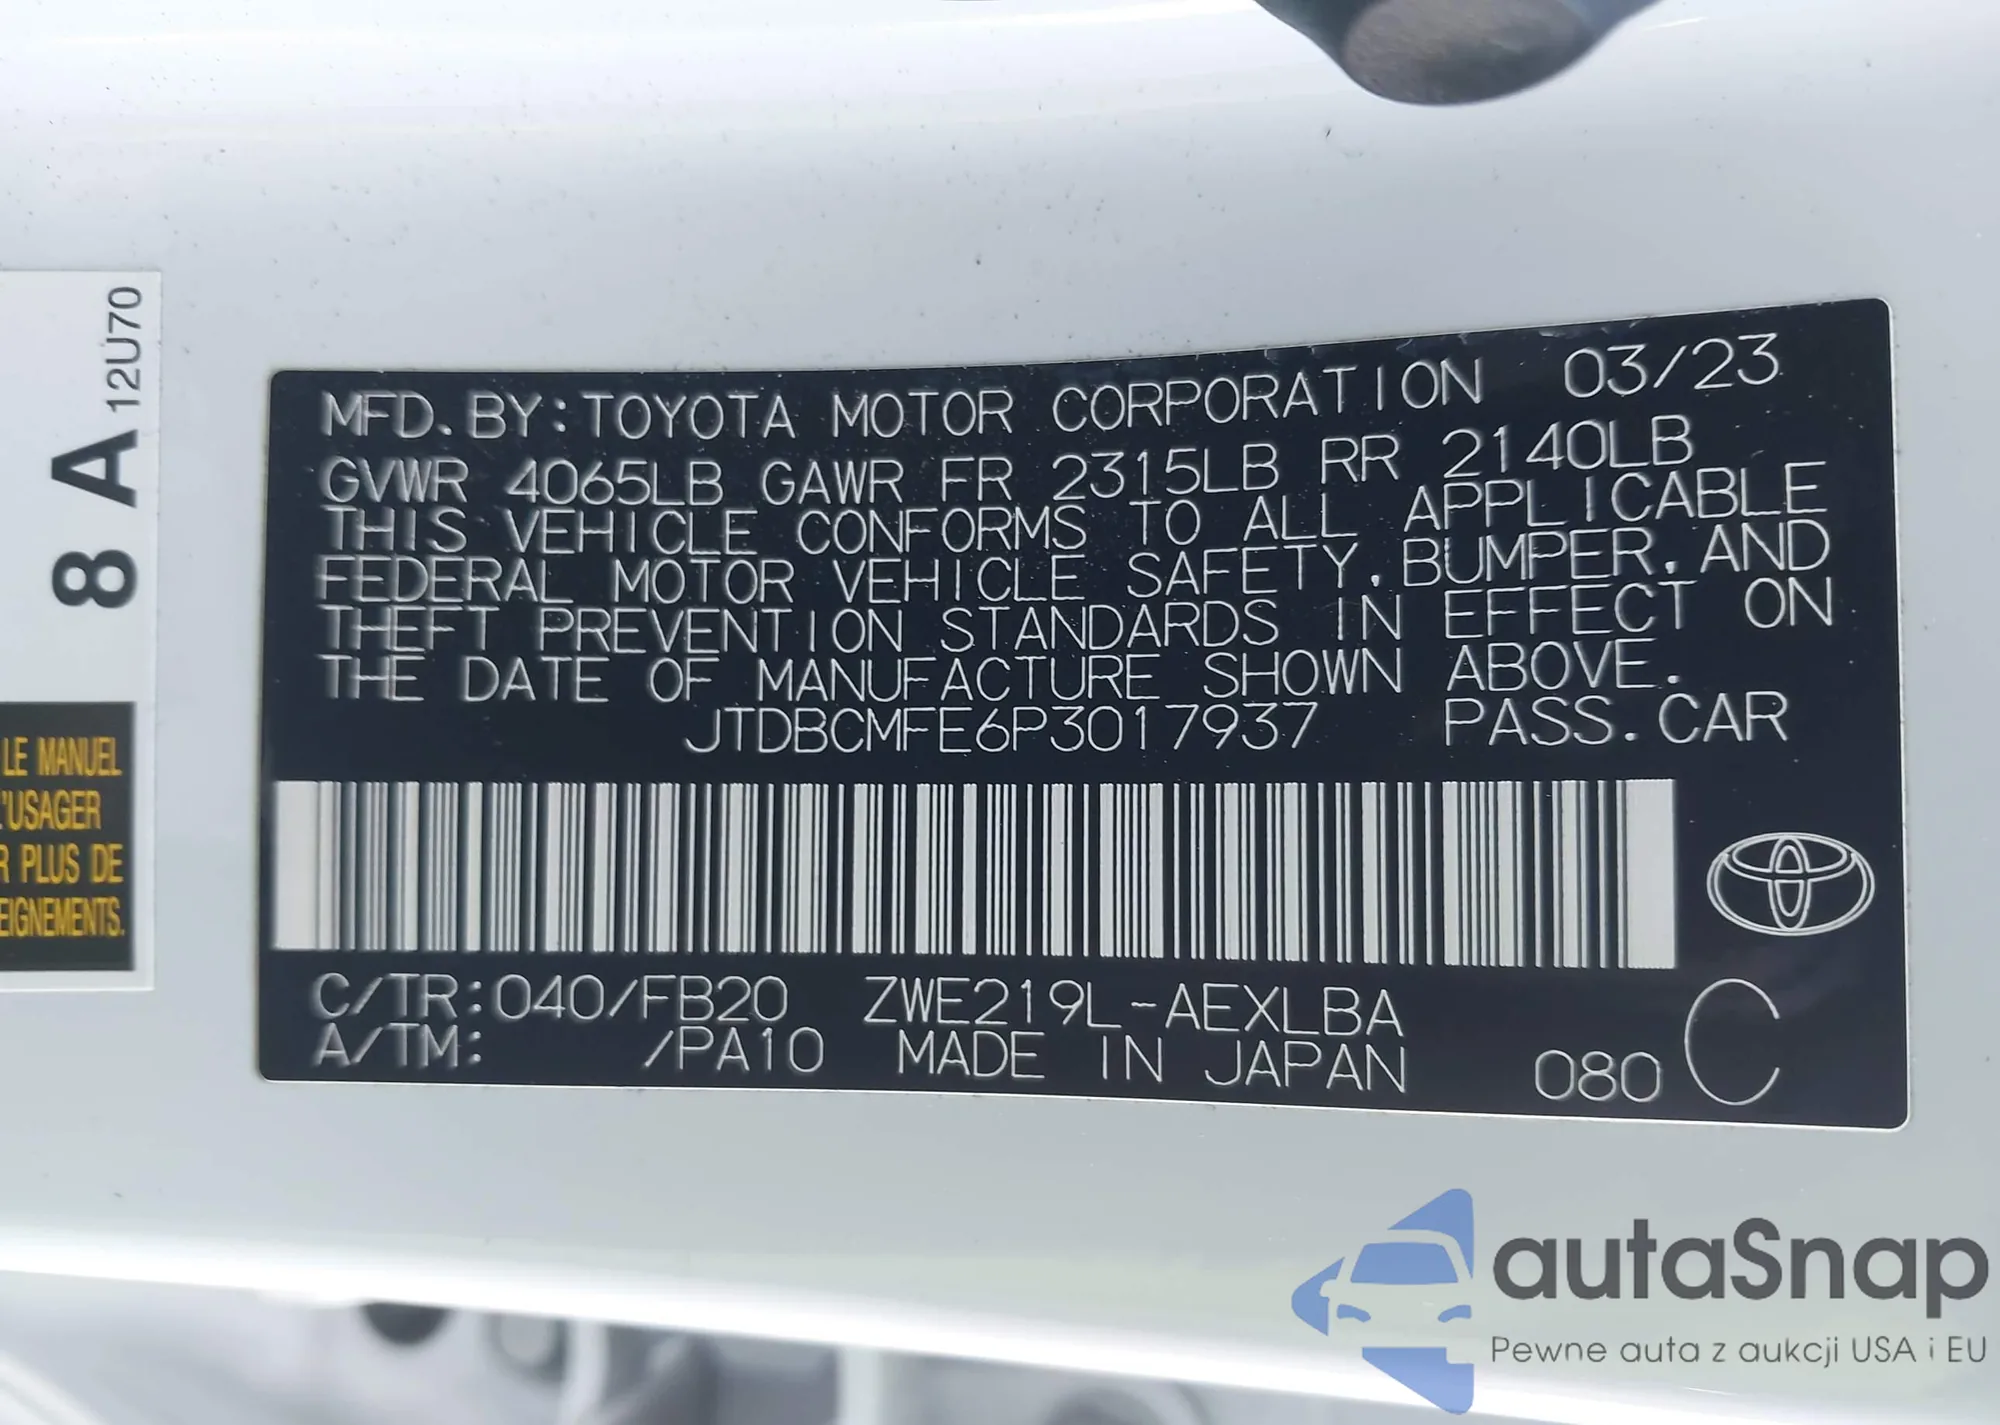 8 A 12U70
LE MANUEL
L'USAGER
R PLUS DE
EIGNEMENTS.
MFD. BY: TOYOTA MOTOR CORPORATION 03/23
GVWR 4065LB GAWR FR 2315LB RR 2140LB
THIS VEHICLE CONFORMS TO ALL APPLICABLE
FEDERAL MOTOR VEHICLE SAFETY, BUMPER, AND
THEFT PREVENTION STANDARDS IN EFFECT ON
THE DATE OF MANUFACTURE SHOWN ABOVE.
JTDBCMFE6P3017937 PASS. CAR
C/TR: 040/FB20 ZWE219L-AEXLBA
A/TM: /PA10 MADE IN JAPAN 080 C
autaSnap
Pewne auta z aukcji USA i EU